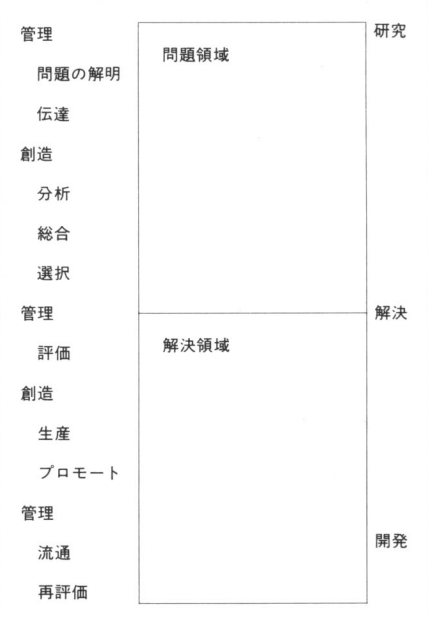 管理
問題の解明
伝達
創造
分析
総合
選択
管理
評価
創造
生産
プロモート
管理
流通
再評価
問題領域
解決領域
研究
解決
開発